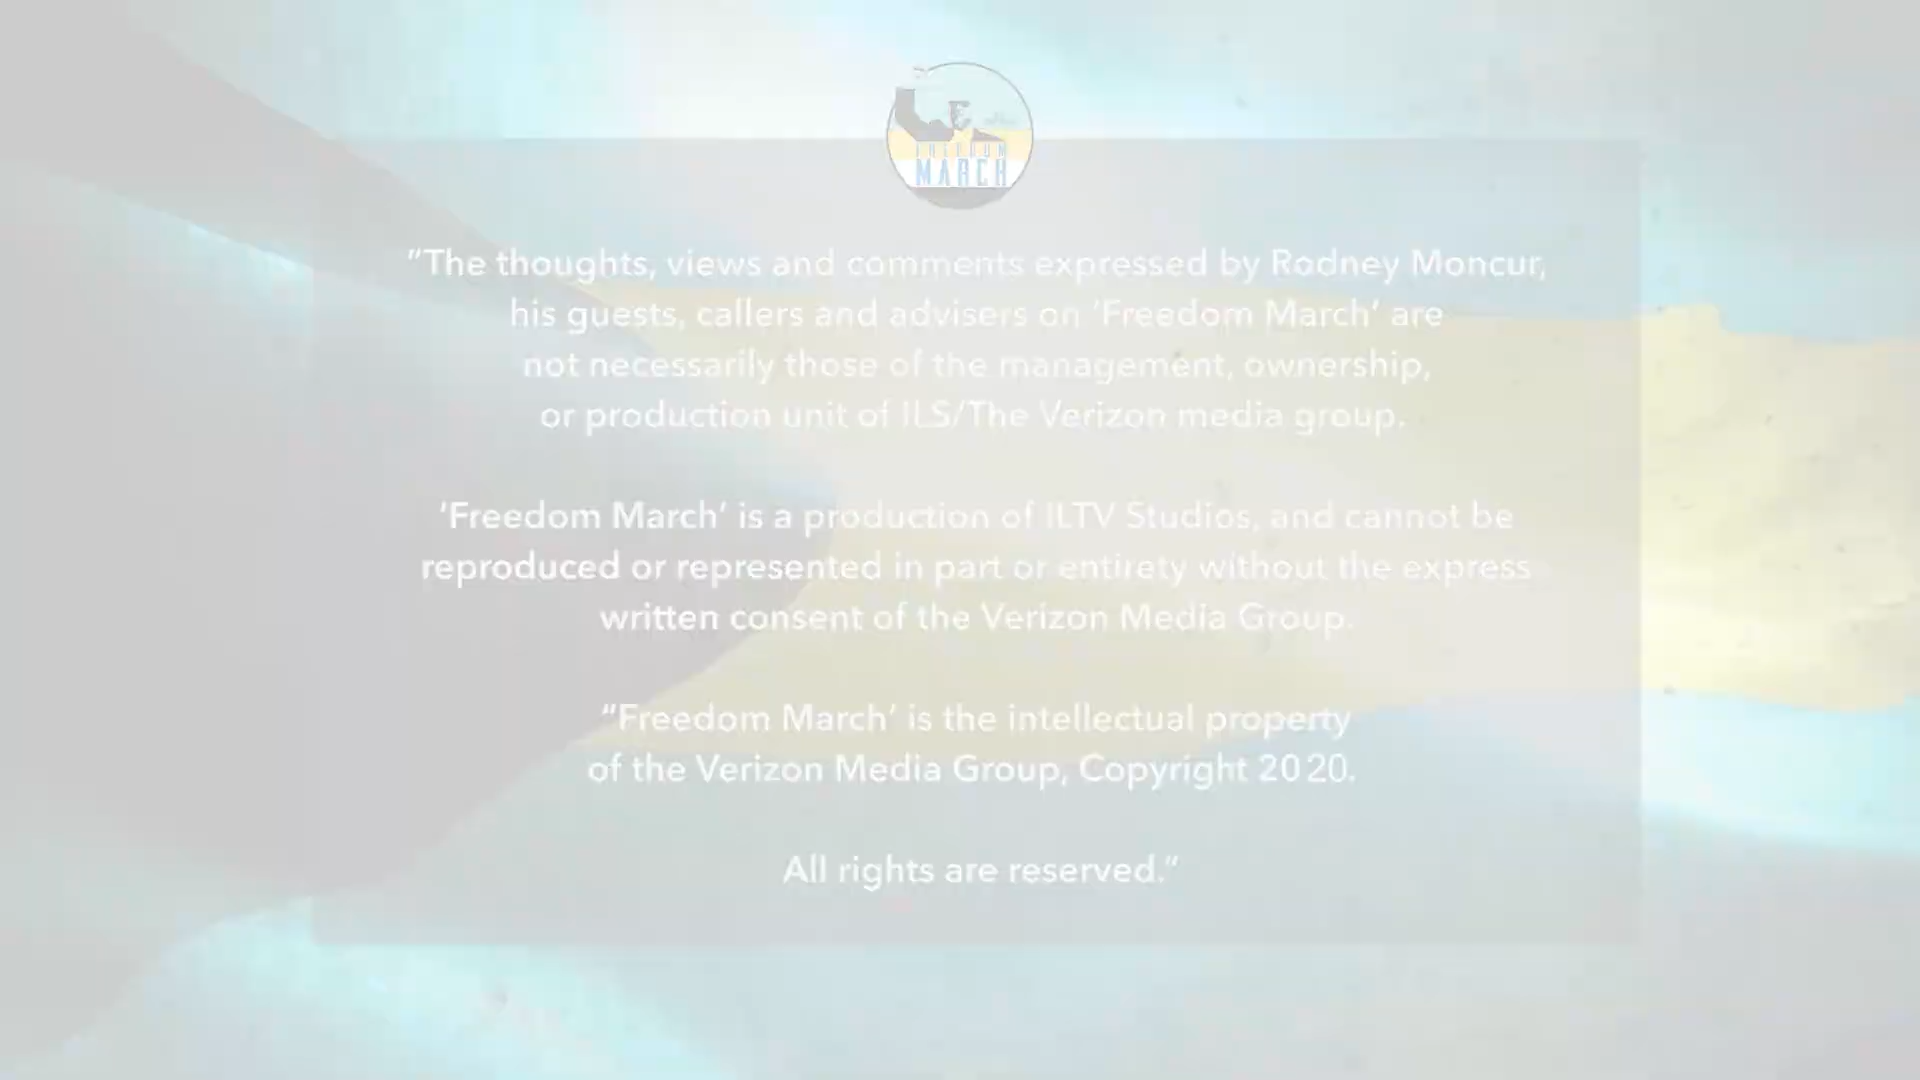 FREEDOM
MARCH
“The thoughts, views and comments expressed by Rodney Moncur,
his guests, callers and advisers on ‘Freedom March’ are
not necessarily those of the management, ownership,
or production unit of ILS/The Verizon media group.
‘Freedom March’ is a production of ILTV Studios, and cannot be
reproduced or represented in part or entirety without the express
written consent of the Verizon Media Group.
“Freedom March’ is the intellectual property
of the Verizon Media Group, Copyright 2020.
All rights are reserved.”